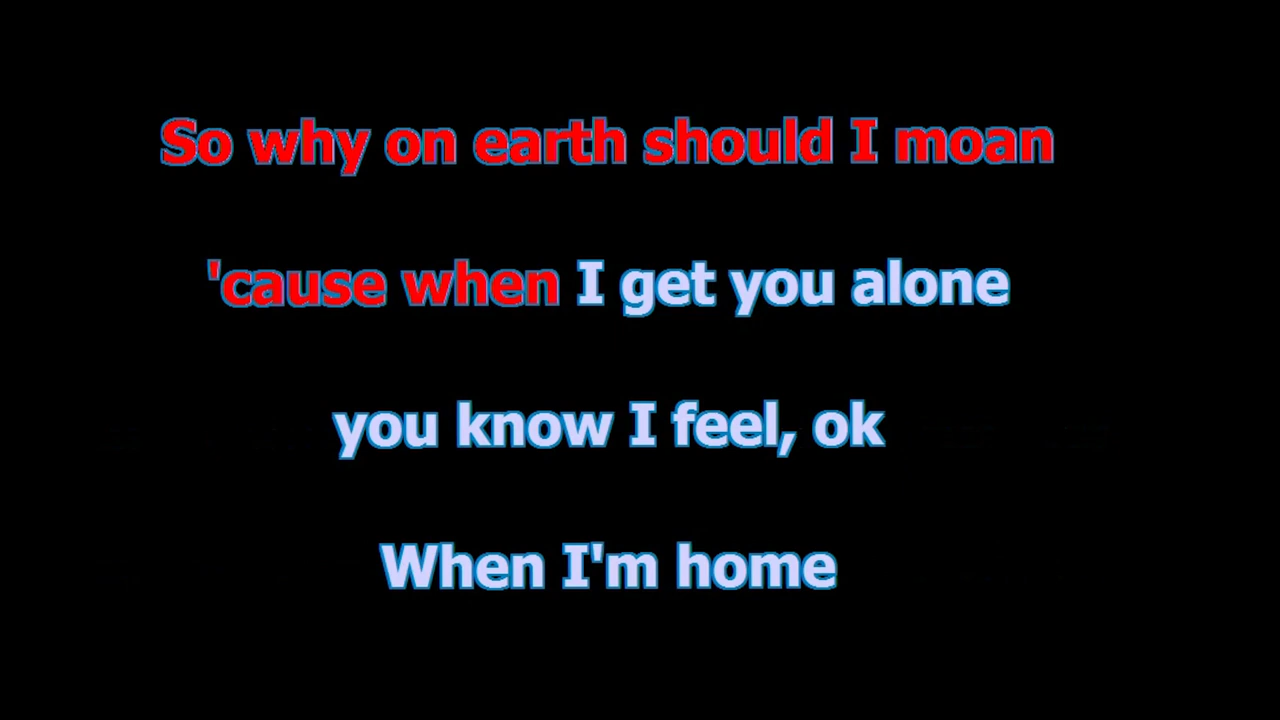 So why on earth should I moan
'cause when I get you alone
you know I feel, ok
When I'm home